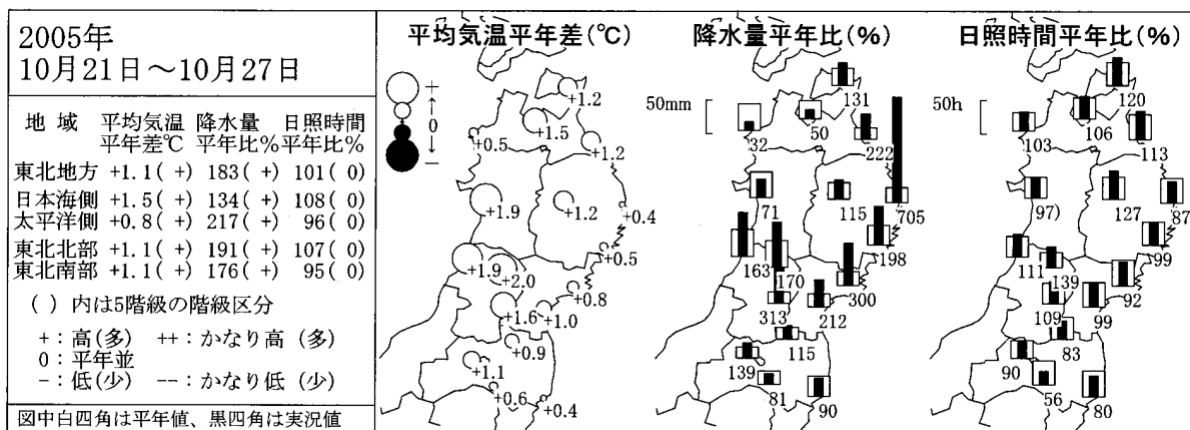 2005年
10月21日～10月27日
地 域 平均気温 降水量 日照時間
平年差℃ 平年比% 平年比%
東北地方 +1.1( +) 183( +) 101( 0)
日本海側 +1.5( +) 134( +) 108( 0)
太平洋側 +0.8( +) 217( +) 96( 0)
東北北部 +1.1( +) 191( +) 107( 0)
東北南部 +1.1( +) 176( +) 95( 0)
( ) 内は5階級の階級区分
+：高(多) ++：かなり高 (多)
0：平年並
−：低(少) −−：かなり低 (少)
図中白四角は平年値、黒四角は実況値
平均気温平年差(℃)
+
↑
0
↓
−
+1.2
+1.5
+0.5
+1.2
+1.9
+1.2
+0.4
+0.5
+1.9
+2.0
+0.8
+1.6
+1.0
+0.9
+1.1
+0.6
+0.4
降水量平年比(%)
50mm
131
50
32
222
71
115
705
198
163
170
300
313
212
115
139
81
90
日照時間平年比(%)
50h
120
106
103
113
97)
127
87
99
111
139
92
109
99
83
90
56
80